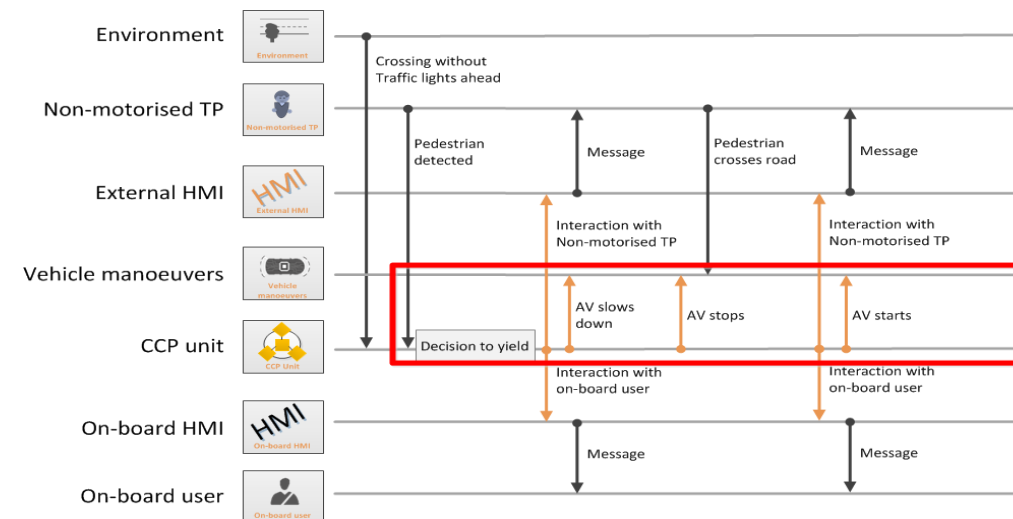 Environment
Environment
Crossing without
Traffic lights ahead
Non-motorised TP
Non-motorised TP
Pedestrian
detected
Message
Pedestrian
crosses road
Message
External HMI
HMI
External HMI
Interaction with
Non-motorised TP
Interaction with
Non-motorised TP
Vehicle manoeuvers
Vehicle
manoeuvers
AV slows
down
AV stops
AV starts
CCP unit
CCP Unit
Decision to yield
Interaction with
on-board user
Interaction with
on-board user
On-board HMI
HMI
On-board HMI
Message
Message
On-board user
On-board user